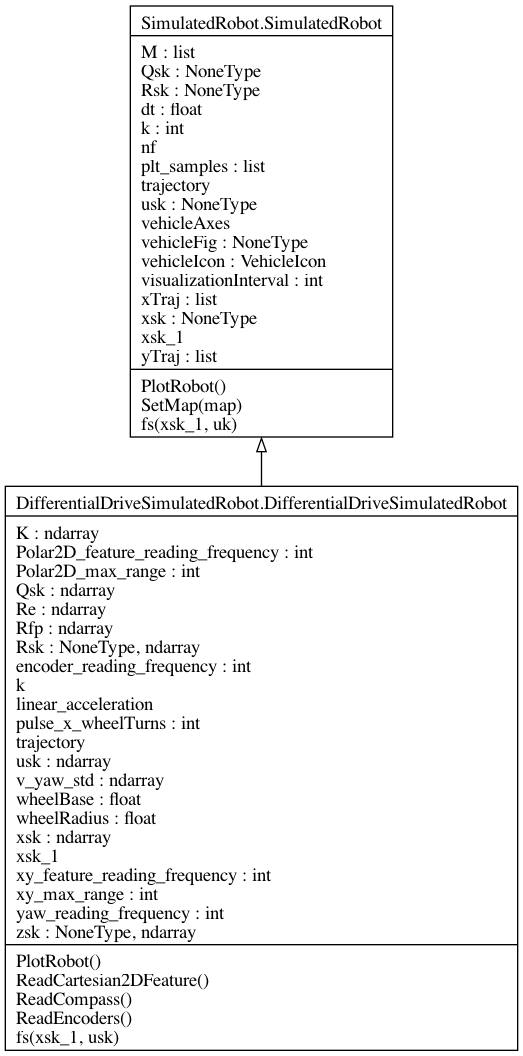 SimulatedRobot.SimulatedRobot
M : list
Qsk : NoneType
Rsk : NoneType
dt : float
k : int
nf
plt_samples : list
trajectory
usk : NoneType
vehicleAxes
vehicleFig : NoneType
vehicleIcon : VehicleIcon
visualizationInterval : int
xTraj : list
xsk : NoneType
xsk_1
yTraj : list
PlotRobot()
SetMap(map)
fs(xsk_1, uk)
DifferentialDriveSimulatedRobot.DifferentialDriveSimulatedRobot
K : ndarray
Polar2D_feature_reading_frequency : int
Polar2D_max_range : int
Qsk : ndarray
Re : ndarray
Rfp : ndarray
Rsk : NoneType, ndarray
encoder_reading_frequency : int
k
linear_acceleration
pulse_x_wheelTurns : int
trajectory
usk : ndarray
v_yaw_std : ndarray
wheelBase : float
wheelRadius : float
xsk : ndarray
xsk_1
xy_feature_reading_frequency : int
xy_max_range : int
yaw_reading_frequency : int
zsk : NoneType, ndarray
PlotRobot()
ReadCartesian2DFeature()
ReadCompass()
ReadEncoders()
fs(xsk_1, usk)